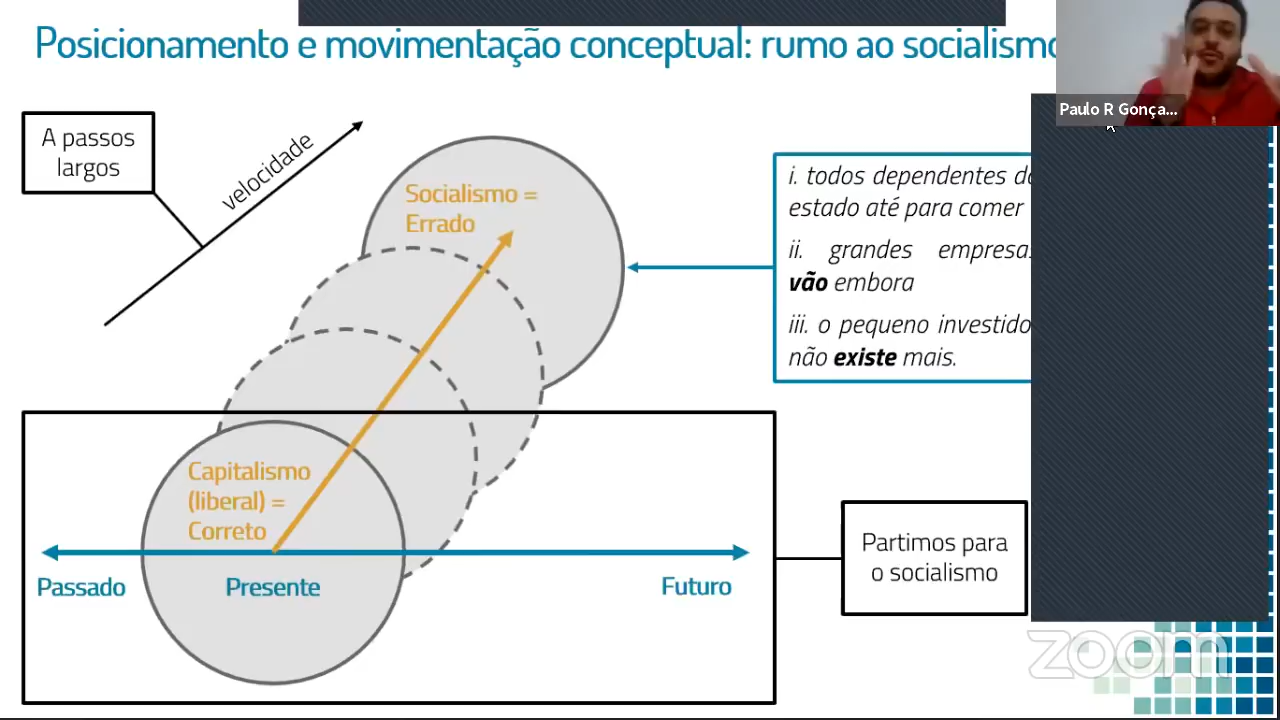 Posicionamento e movimentação conceptual: rumo ao socialismo
Paulo R Gonça...
A passos
largos
velocidade
Socialismo =
Errado
i. todos dependentes
estado até para comer
ii. grandes
vão embora
iii. o pequeno
não existe mais.
Capitalismo
(liberal) =
Correto
Passado
Presente
Futuro
Partimos para
o socialismo
zoom